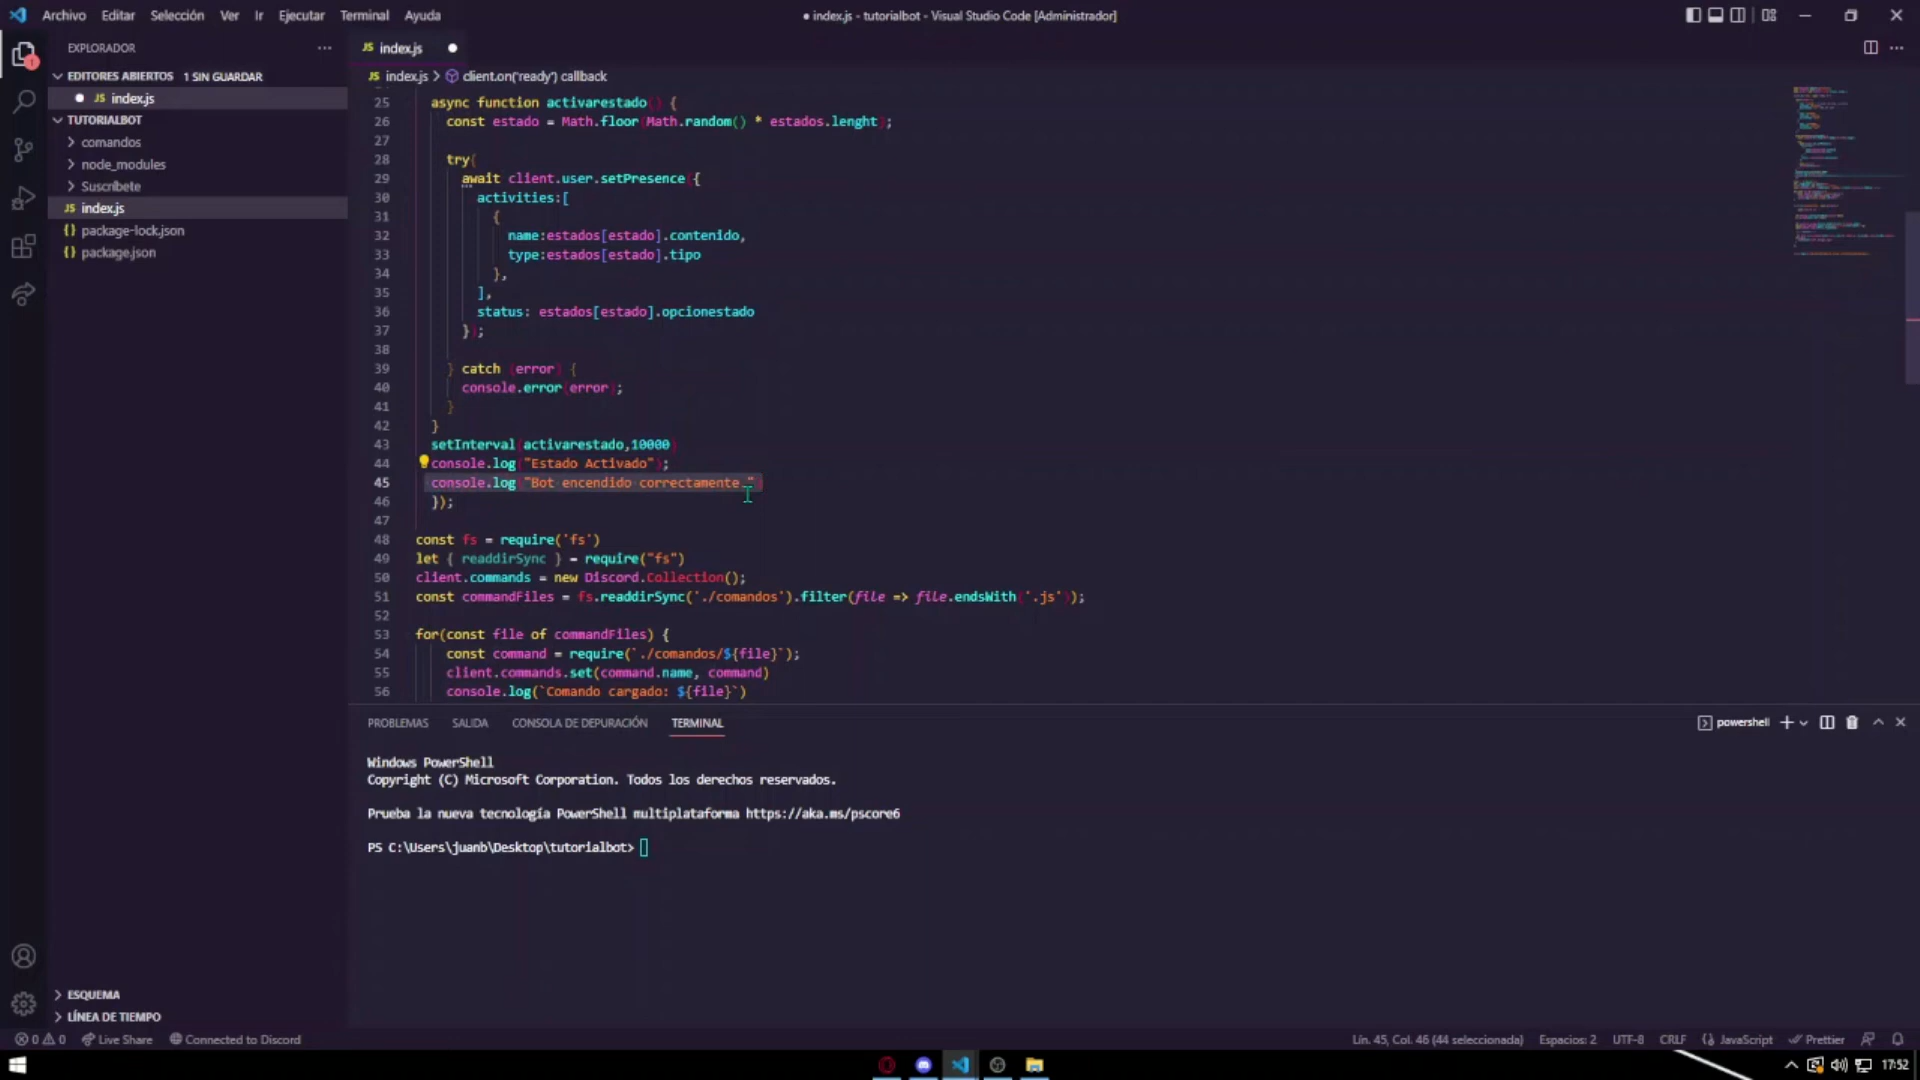 Archivo Editar Selección Ver Ir Ejecutar Terminal Ayuda
● index.js - tutorialbot - Visual Studio Code [Administrador]
EXPLORADOR
EDITORES ABIERTOS 1 SIN GUARDAR
JS index.js
TUTORIALBOT
comandos
node_modules
Suscribete
JS index.js
{} package-lock.json
{} package.json
ESQUEMA
LÍNEA DE TIEMPO
1
JS index.js
JS index.js > client.on('ready') callback
25 async function activarestado() {
26 const estado = Math.floor(Math.random() * estados.lenght);
27
28 try{
29 await client.user.setPresence({
30 activities:[
31 {
32 name:estados[estado].contenido,
33 type:estados[estado].tipo
34 },
35 ],
36 status: estados[estado].opcionestado
37 });
38
39 } catch (error) {
40 console.error(error);
41 }
42 }
43 setInterval(activarestado,10000)
44 console.log("Estado Activado");
45 console.log("Bot encendido correctamente.")
46 });
47
48 const fs = require('fs')
49 let { readdirSync } = require("fs")
50 client.commands = new Discord.Collection();
51 const commandFiles = fs.readdirSync('./comandos').filter(file => file.endsWith('.js'));
52
53 for(const file of commandFiles) {
54 const command = require(`./comandos/${file}`);
55 client.commands.set(command.name, command)
56 console.log(`Comando cargado: ${file}`)
PROBLEMAS SALIDA CONSOLA DE DEPURACIÓN TERMINAL
powershell
Windows PowerShell
Copyright (C) Microsoft Corporation. Todos los derechos reservados.
Prueba la nueva tecnología PowerShell multiplataforma https://aka.ms/pscore6
PS C:\Users\juanb\Desktop\tutorialbot>
0 0 Live Share Connected to Discord
Lín. 45, Col. 46 (44 seleccionada) Espacios: 2 UTF-8 CRLF {} JavaScript Prettier
17:52